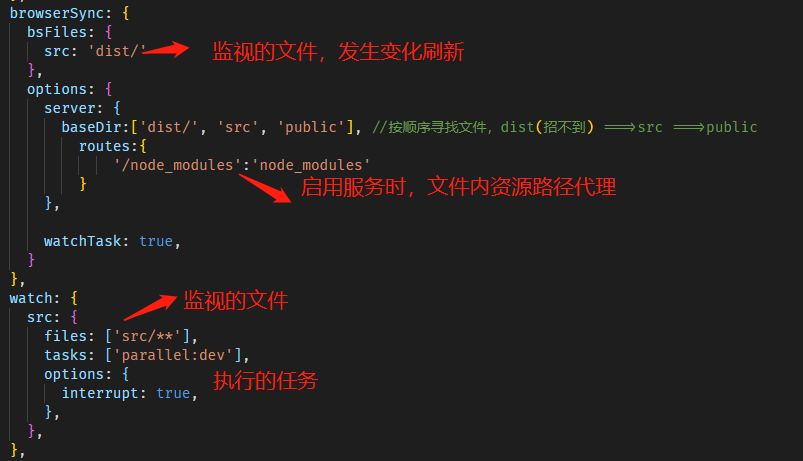 browserSync: {
bsFiles: {
src: 'dist/' 监视的文件，发生变化刷新
},
options: {
server: {
baseDir:['dist/', 'src', 'public'], //按顺序寻找文件，dist(招不到) ===>src ===>public
routes:{
'/node_modules':'node_modules'
} 启用服务时，文件内资源路径代理
},
watchTask: true,
}
},
watch: { 监视的文件
src: {
files: ['src/**'],
tasks: ['parallel:dev'],
options: { 执行的任务
interrupt: true,
},
},
},